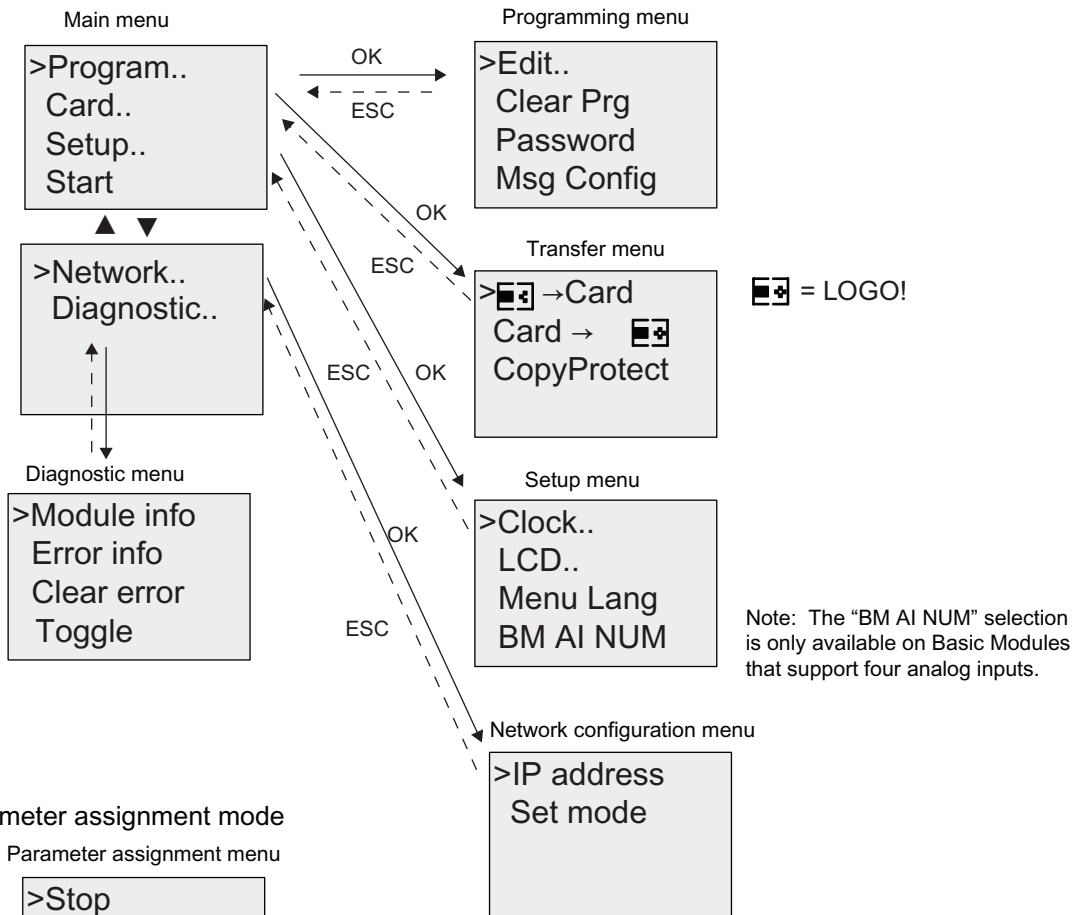 Main menu
>Program..
Card..
Setup..
Start
▲ ▼
>Network..
Diagnostic..
Diagnostic menu
>Module info
Error info
Clear error
Toggle
OK
ESC
OK
ESC
ESC
OK
OK
ESC
Programming menu
>Edit..
Clear Prg
Password
Msg Config
Transfer menu
> →Card
Card →
CopyProtect
= LOGO!
Setup menu
>Clock..
LCD..
Menu Lang
BM AI NUM
Note: The “BM AI NUM” selection
is only available on Basic Modules
that support four analog inputs.
Network configuration menu
>IP address
Set mode
meter assignment mode
Parameter assignment menu
>Stop